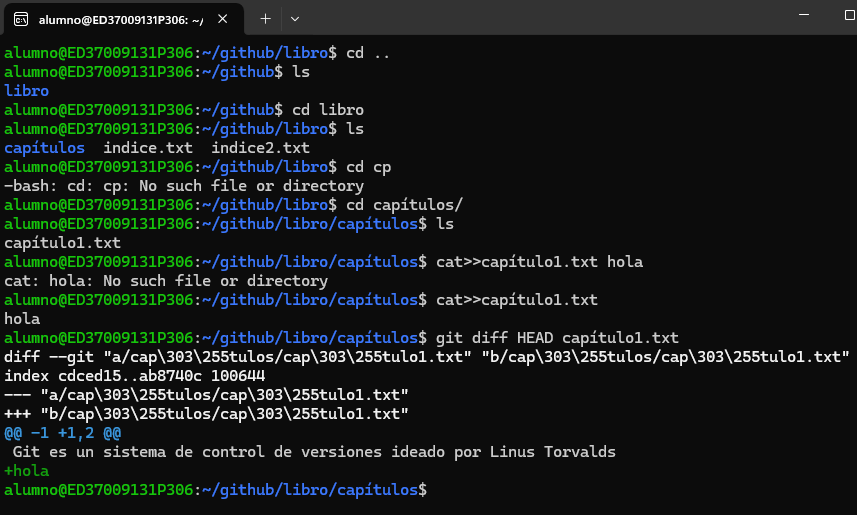 alumno@ED37009131P306: ~/
alumno@ED37009131P306:~/github/libro$ cd ..
alumno@ED37009131P306:~/github$ ls
libro
alumno@ED37009131P306:~/github$ cd libro
alumno@ED37009131P306:~/github/libro$ ls
capítulos  indice.txt  indice2.txt
alumno@ED37009131P306:~/github/libro$ cd cp
-bash: cd: cp: No such file or directory
alumno@ED37009131P306:~/github/libro$ cd capítulos/
alumno@ED37009131P306:~/github/libro/capítulos$ ls
capítulo1.txt
alumno@ED37009131P306:~/github/libro/capítulos$ cat>>capítulo1.txt hola
cat: hola: No such file or directory
alumno@ED37009131P306:~/github/libro/capítulos$ cat>>capítulo1.txt
hola
alumno@ED37009131P306:~/github/libro/capítulos$ git diff HEAD capítulo1.txt
diff --git "a/cap\303\255tulos/cap\303\255tulo1.txt" "b/cap\303\255tulos/cap\303\255tulo1.txt"
index cdced15..ab8740c 100644
--- "a/cap\303\255tulos/cap\303\255tulo1.txt"
+++ "b/cap\303\255tulos/cap\303\255tulo1.txt"
@@ -1 +1,2 @@
 Git es un sistema de control de versiones ideado por Linus Torvalds
+hola
alumno@ED37009131P306:~/github/libro/capítulos$